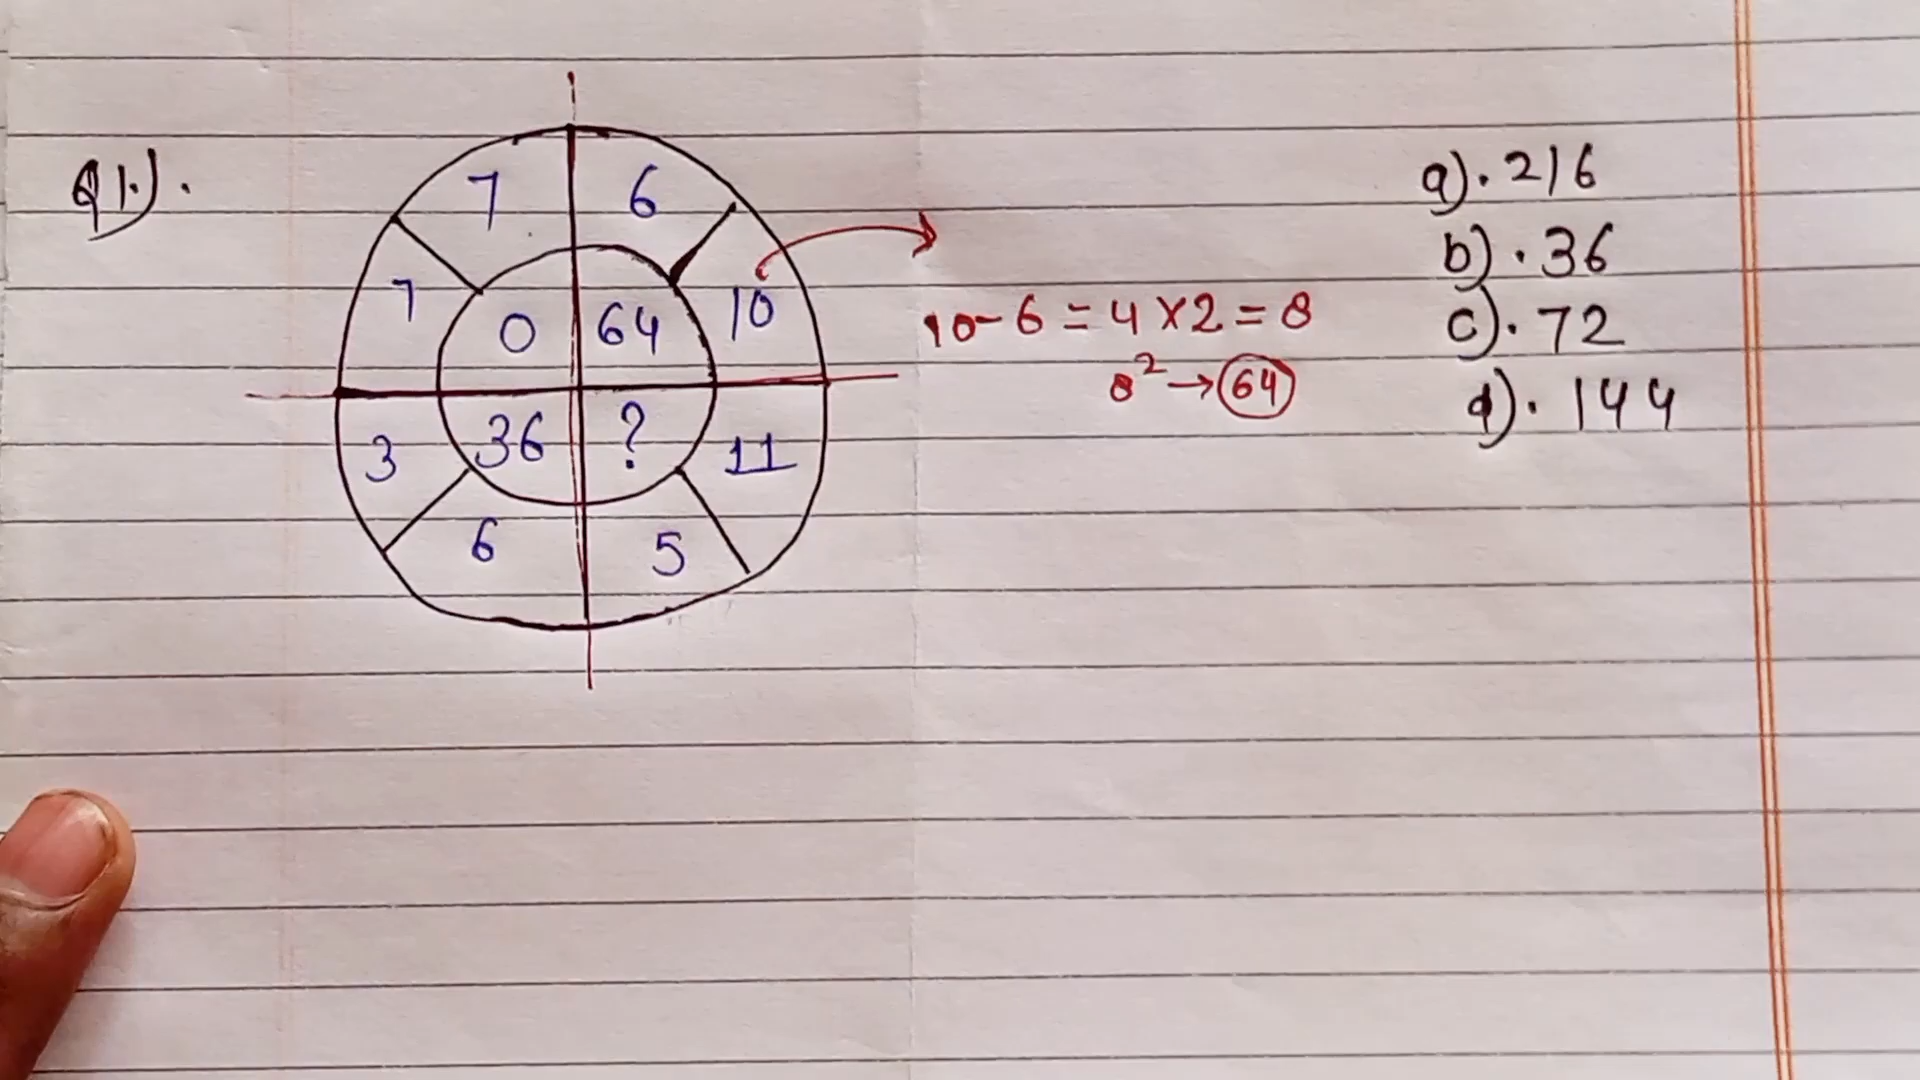 Q1.).
7 6
7 10
0 64
3 36 ? 11
6 5
10-6=4×2=8
8²→64
a). 216
b). 36
c). 72
d). 144